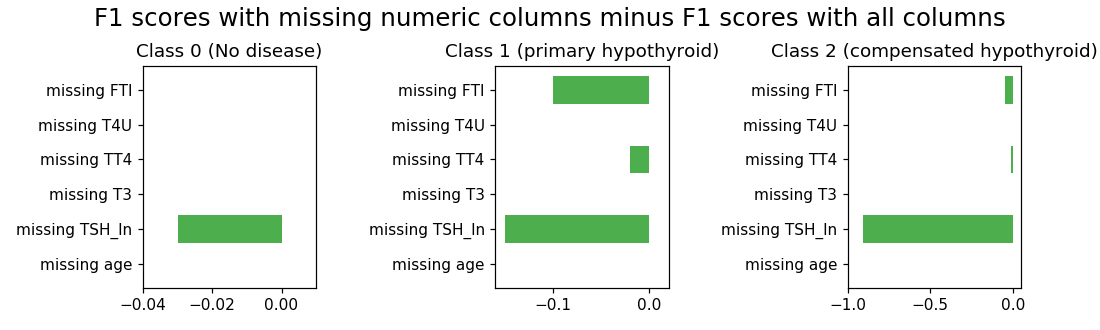 F1 scores with missing numeric columns minus F1 scores with all columns
Class 0 (No disease)
missing FTI
missing T4U
missing TT4
missing T3
missing TSH_ln
missing age
−0.04 −0.02 0.00
Class 1 (primary hypothyroid)
missing FTI
missing T4U
missing TT4
missing T3
missing TSH_ln
missing age
−0.1 0.0
Class 2 (compensated hypothyroid)
missing FTI
missing T4U
missing TT4
missing T3
missing TSH_ln
missing age
−1.0 −0.5 0.0